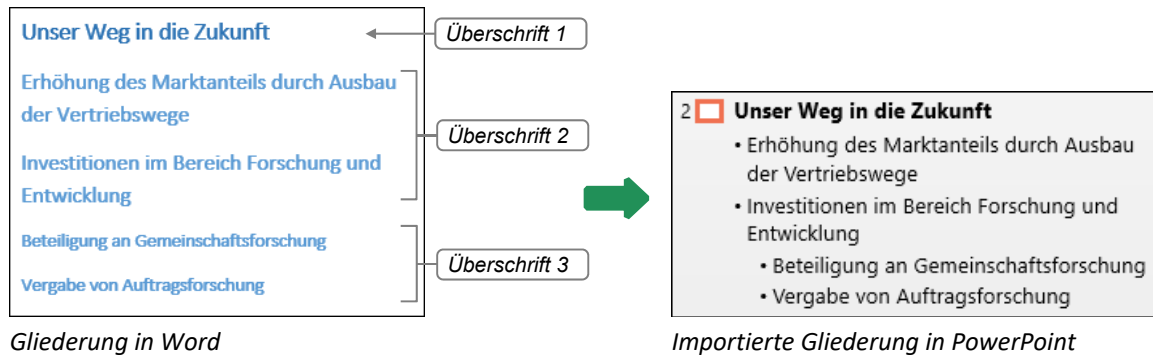 Unser Weg in die Zukunft
Überschrift 1
Erhöhung des Marktanteils durch Ausbau
der Vertriebswege
Überschrift 2
Investitionen im Bereich Forschung und
Entwicklung
Beteiligung an Gemeinschaftsforschung
Überschrift 3
Vergabe von Auftragsforschung
Gliederung in Word
2 Unser Weg in die Zukunft
• Erhöhung des Marktanteils durch Ausbau
der Vertriebswege
• Investitionen im Bereich Forschung und
Entwicklung
• Beteiligung an Gemeinschaftsforschung
• Vergabe von Auftragsforschung
Importierte Gliederung in PowerPoint